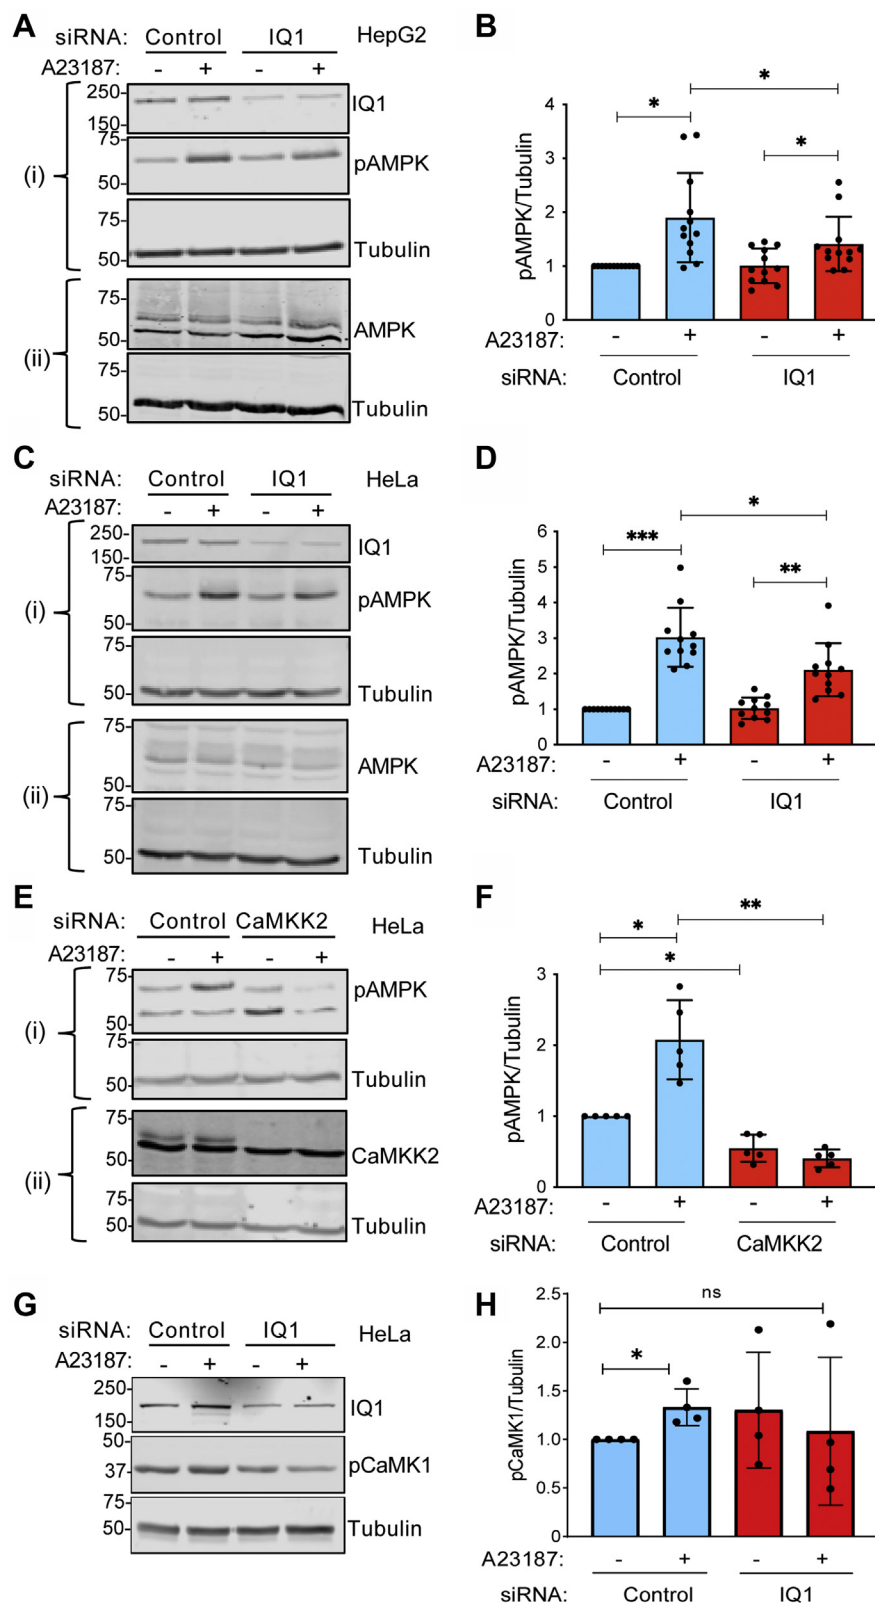 A
siRNA: Control IQ1 HepG2
A23187: - + - +
250-
150-
IQ1
(i)
75-
50-
pAMPK
75-
50-
Tubulin
(ii)
75-
50-
AMPK
75-
50-
Tubulin
B
pAMPK/Tubulin
4
3
2
1
0
*
*
*
A23187: - + - +
siRNA: Control IQ1
C
siRNA: Control IQ1 HeLa
A23187: - + - +
250-
150-
IQ1
(i)
75-
50-
pAMPK
75-
50-
Tubulin
(ii)
75-
50-
AMPK
75-
50-
Tubulin
D
pAMPK/Tubulin
6
5
4
3
2
1
0
*
***
**
A23187: - + - +
siRNA: Control IQ1
E
siRNA: Control CaMKK2 HeLa
A23187: - + - +
(i)
75-
50-
pAMPK
75-
50-
Tubulin
(ii)
75-
50-
CaMKK2
75-
50-
Tubulin
F
pAMPK/Tubulin
3
2
1
0
**
*
*
A23187: - + - +
siRNA: Control CaMKK2
G
siRNA: Control IQ1 HeLa
A23187: - + - +
250-
150-
IQ1
50-
37-
pCaMK1
75-
50-
Tubulin
H
pCaMK1/Tubulin
2.5
2.0
1.5
1.0
0.5
0
ns
*
A23187: - + - +
siRNA: Control IQ1